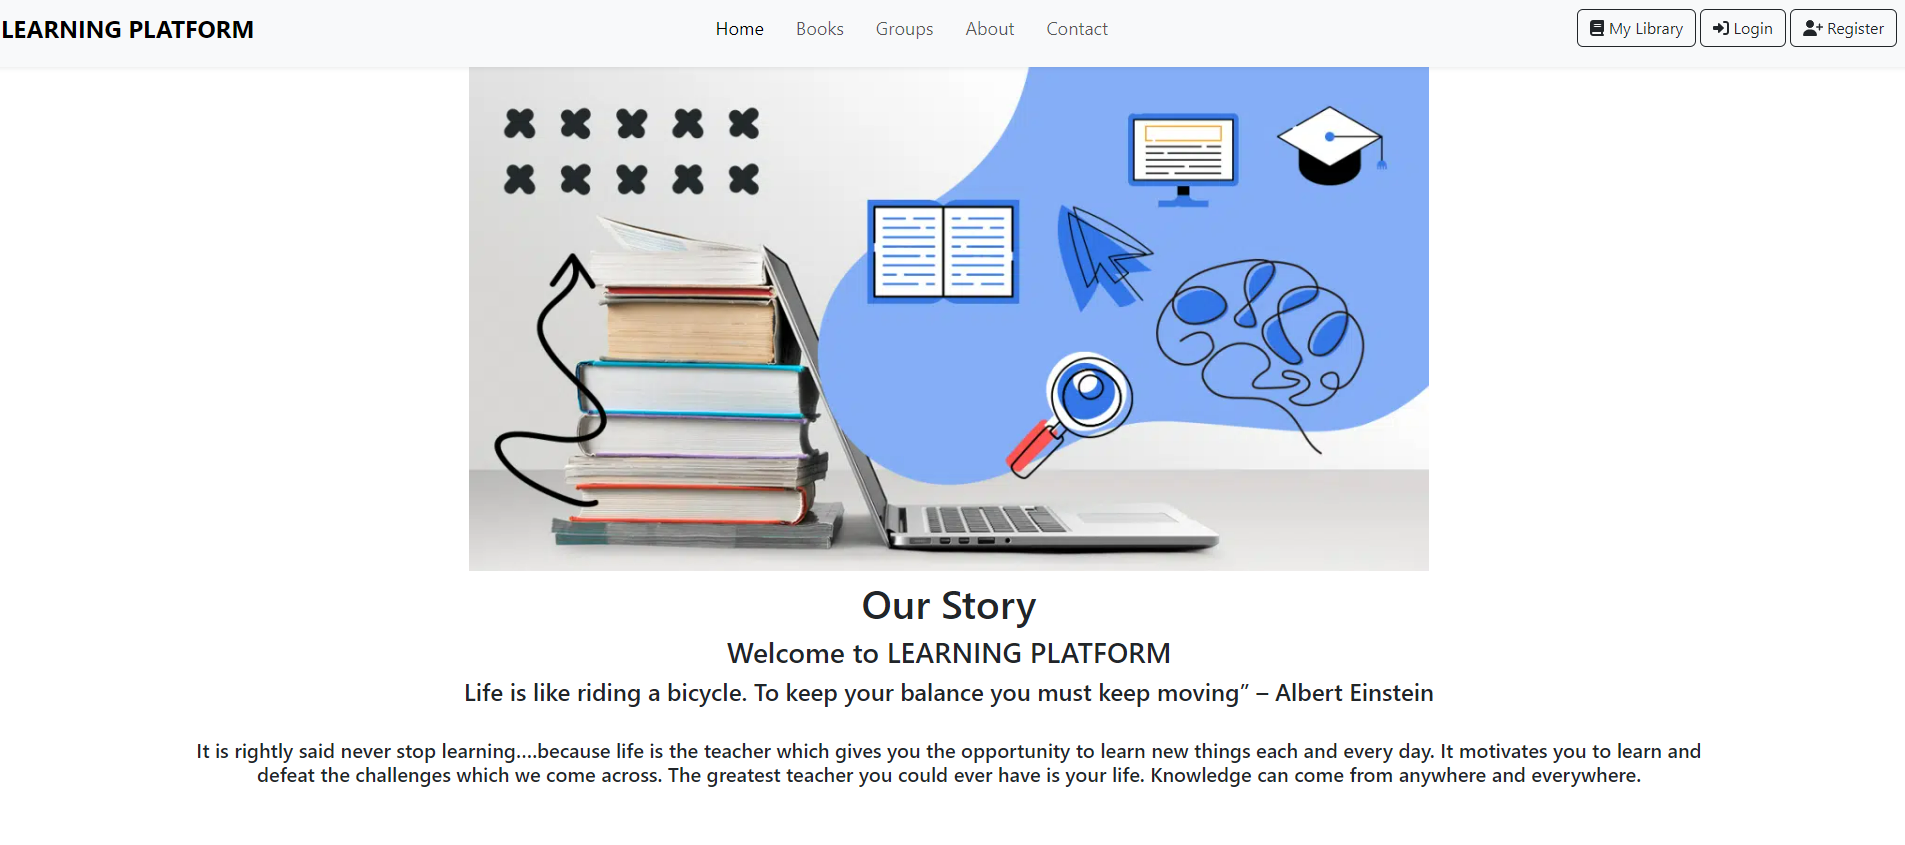 LEARNING PLATFORM
Home Books Groups About Contact
My Library Login Register
Our Story
Welcome to LEARNING PLATFORM
Life is like riding a bicycle. To keep your balance you must keep moving” – Albert Einstein
It is rightly said never stop learning....because life is the teacher which gives you the opportunity to learn new things each and every day. It motivates you to learn and
defeat the challenges which we come across. The greatest teacher you could ever have is your life. Knowledge can come from anywhere and everywhere.